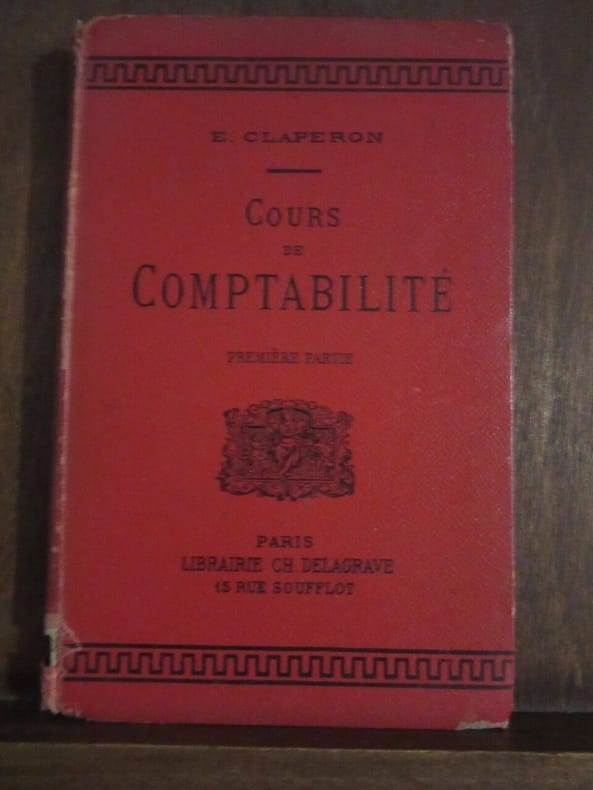 E. CLAPERON
COURS
DE
COMPTABILITÉ
PREMIÈRE PARTIE
PARIS
LIBRAIRIE CH. DELAGRAVE
15 RUE SOUFFLOT